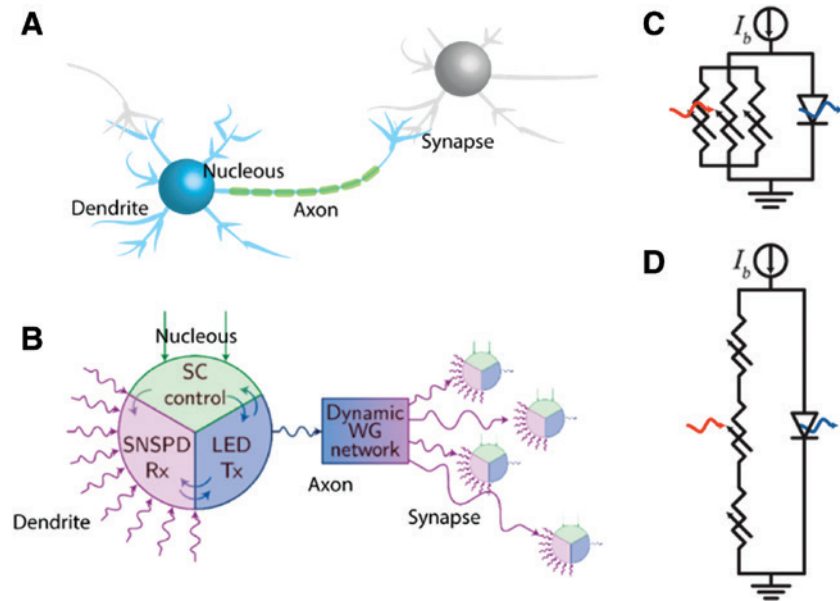 A
Nucleous
Synapse
Dendrite
Axon
B
Nucleous
SC
control
SNSPD
Rx
LED
Tx
Dynamic
WG
network
Axon
Dendrite
Synapse
C
I_b
D
I_b